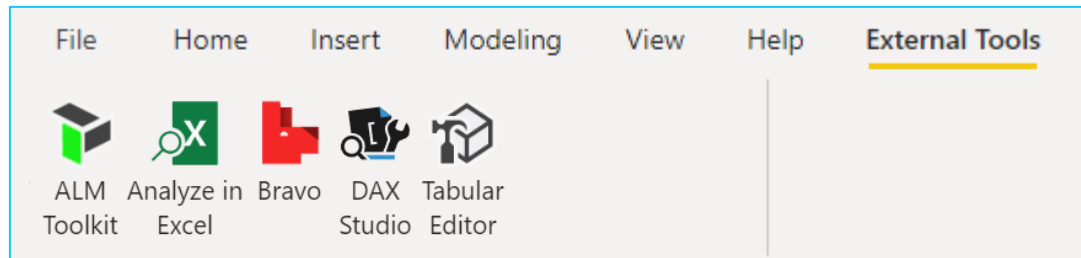 File Home Insert Modeling View Help External Tools
ALM Analyze in Bravo DAX Tabular
Toolkit Excel Studio Editor